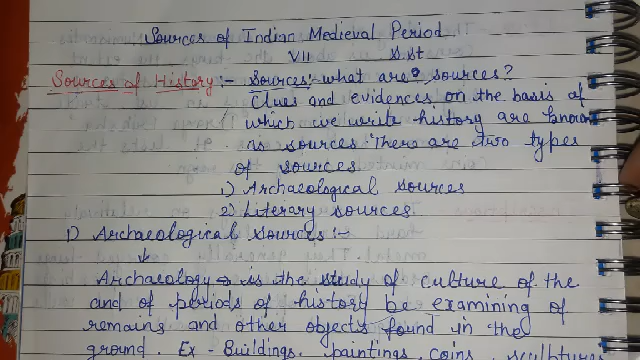 Sources of Indian Medieval Period
VII S.St
Sources of History :- Sources:- what are sources?
Clues and evidences on the basis of
which we write history are known
as sources. There are two types
of sources
1) Archaeological sources
2) Literary sources
1) Archaeological Sources :-
Archaeology → is the study of culture of the
and of periods of history be examining of
remains and other objects found in the
ground. Ex - Buildings, paintings, coins, sculptures